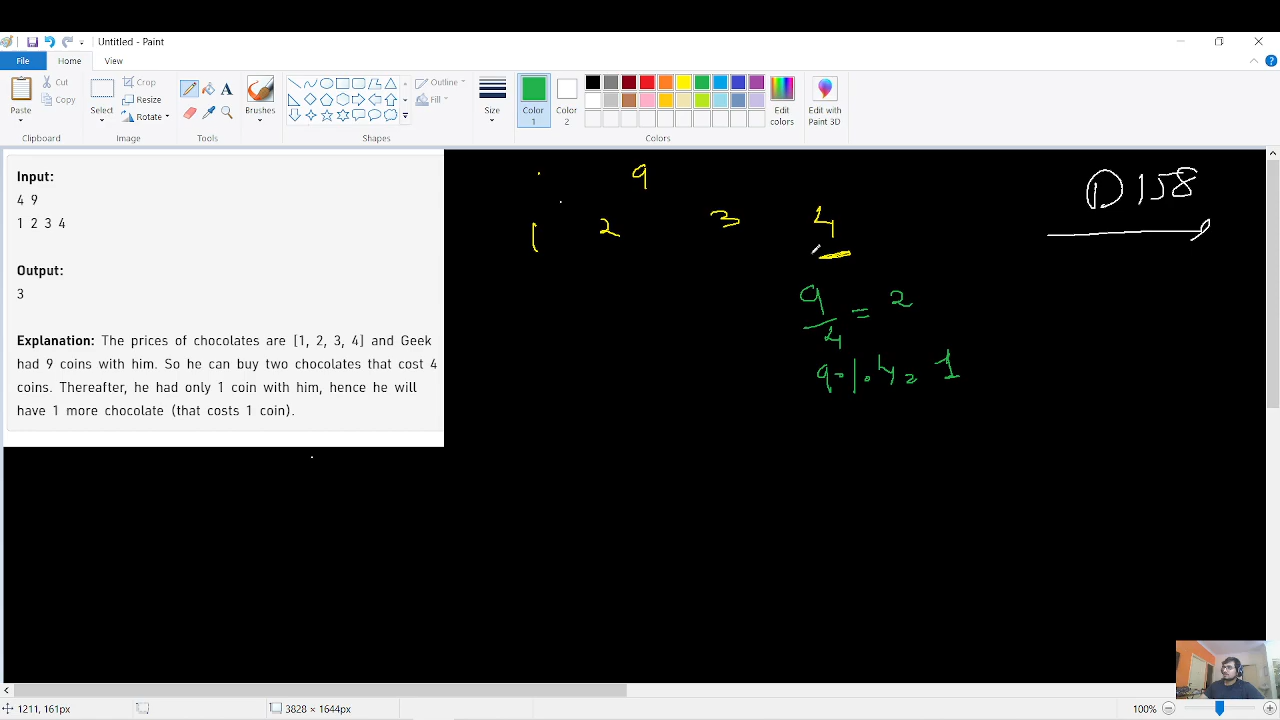 Untitled - Paint
File
Home
View
Paste
Cut
Copy
Clipboard
Select
Crop
Resize
Rotate
Image
Tools
Brushes
Shapes
Outline
Fill
Size
Color 1
Color 2
Edit colors
Colors
Edit with Paint 3D
Input:
4 9
1 2 3 4
Output:
3
Explanation: The prices of chocolates are [1, 2, 3, 4] and Geek
had 9 coins with him. So he can buy two chocolates that cost 4
coins. Thereafter, he had only 1 coin with him, hence he will
have 1 more chocolate (that costs 1 coin).
9
1 2 3 4
9/4 = 2
9 % 4 = 1
D158
1211, 161px
3828 × 1644px
100%